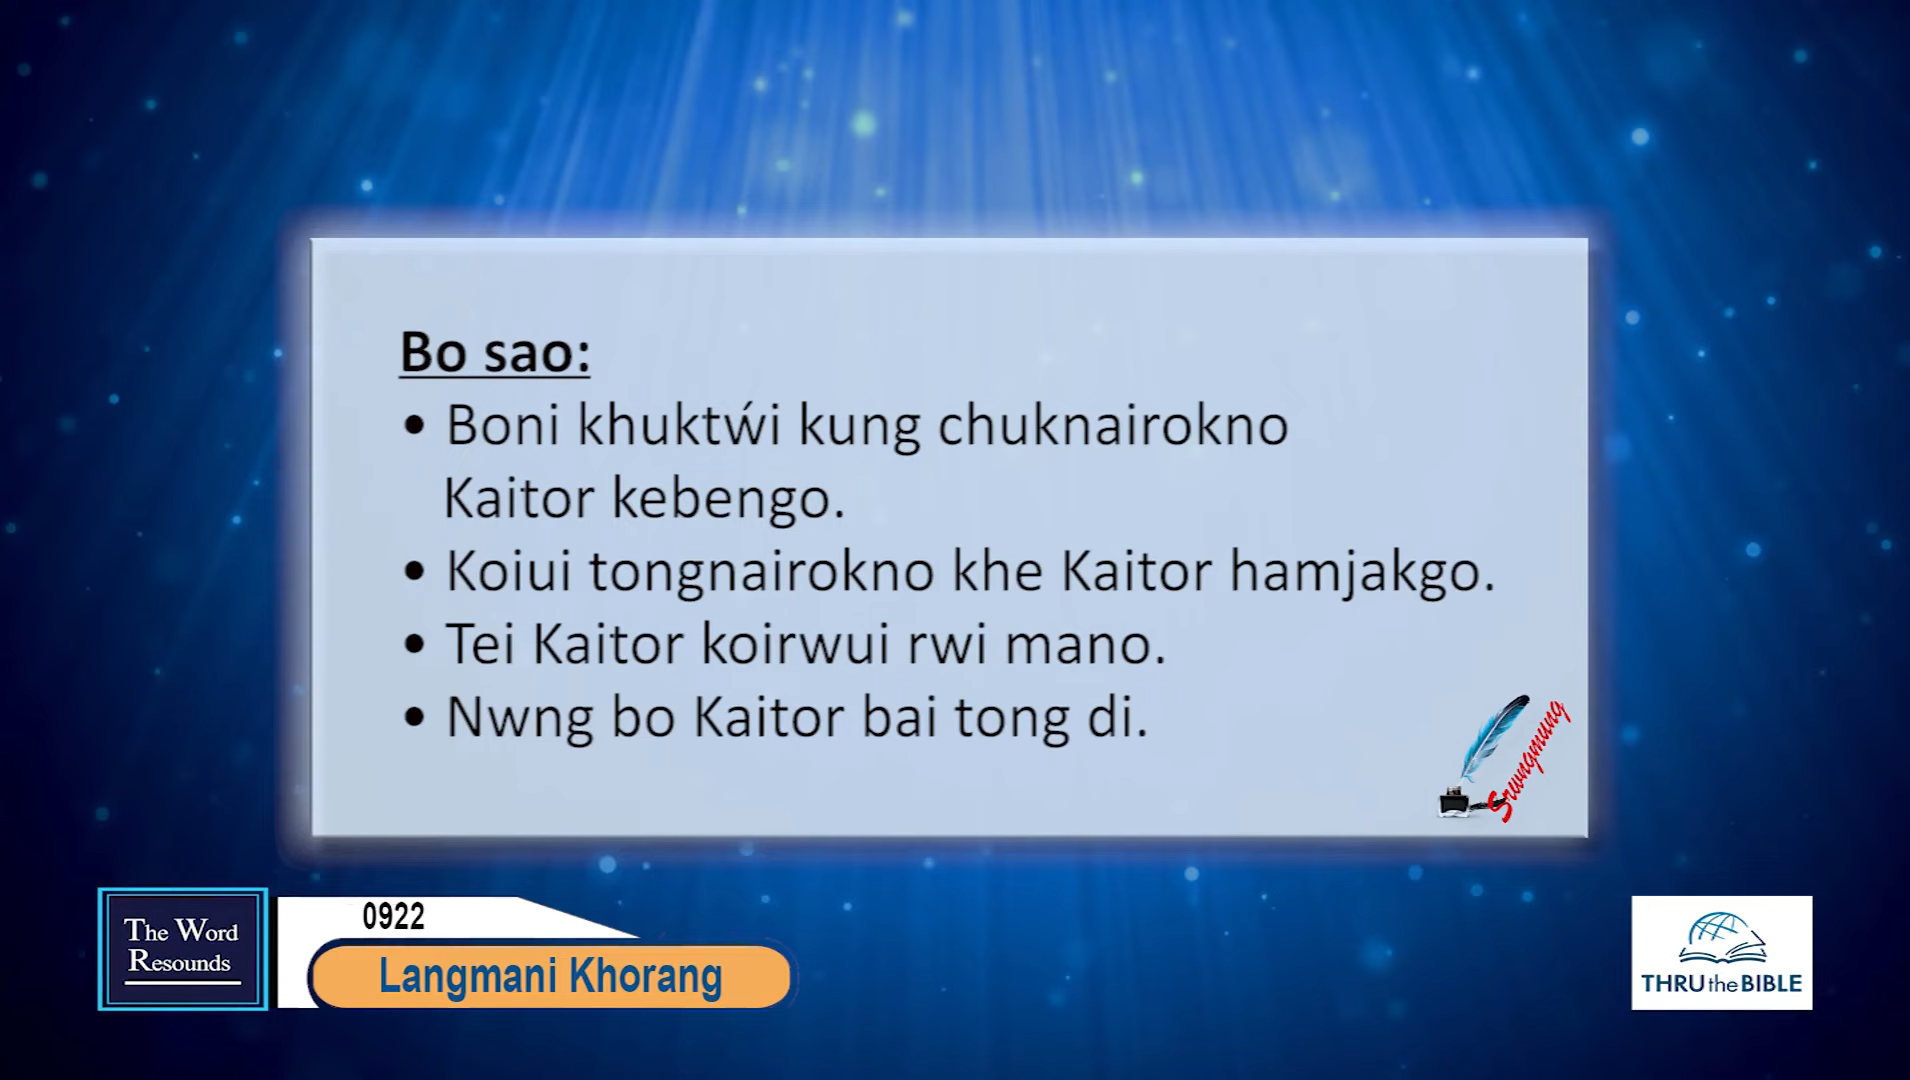 Bo sao:
• Boni khuktẃi kung chuknairokno
Kaitor kebengo.
• Koiui tongnairokno khe Kaitor hamjakgo.
• Tei Kaitor koirwui rwi mano.
• Nwng bo Kaitor bai tong di.
Srwngmung
The Word
Resounds
0922
Langmani Khorang
THRU the BIBLE